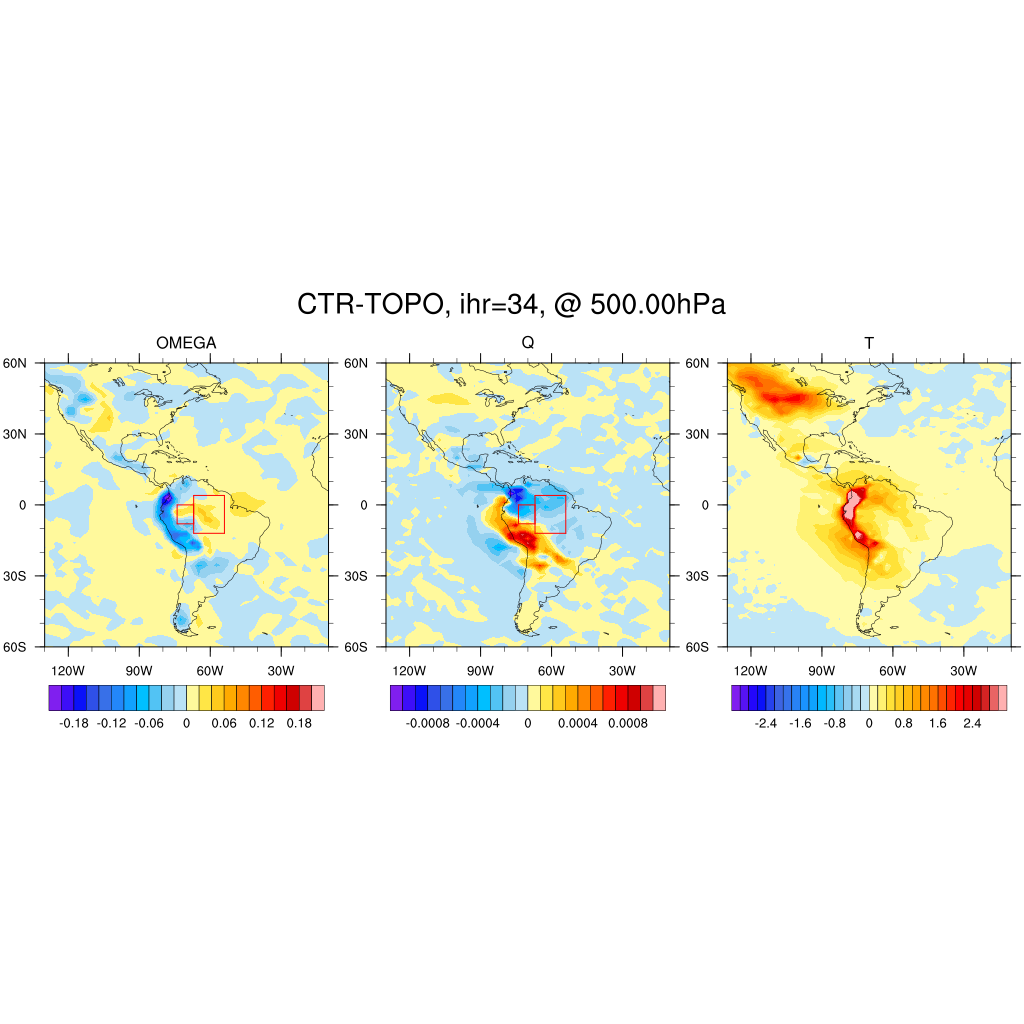 CTR-TOPO, ihr=34, @ 500.00hPa
OMEGA Q T
60N 60N 60N
30N 30N 30N
0 0 0
30S 30S 30S
60S 60S 60S
120W 90W 60W 30W 120W 90W 60W 30W 120W 90W 60W 30W
-0.18 -0.12 -0.06 0 0.06 0.12 0.18 -0.0008 -0.0004 0 0.0004 0.0008 -2.4 -1.6 -0.8 0 0.8 1.6 2.4